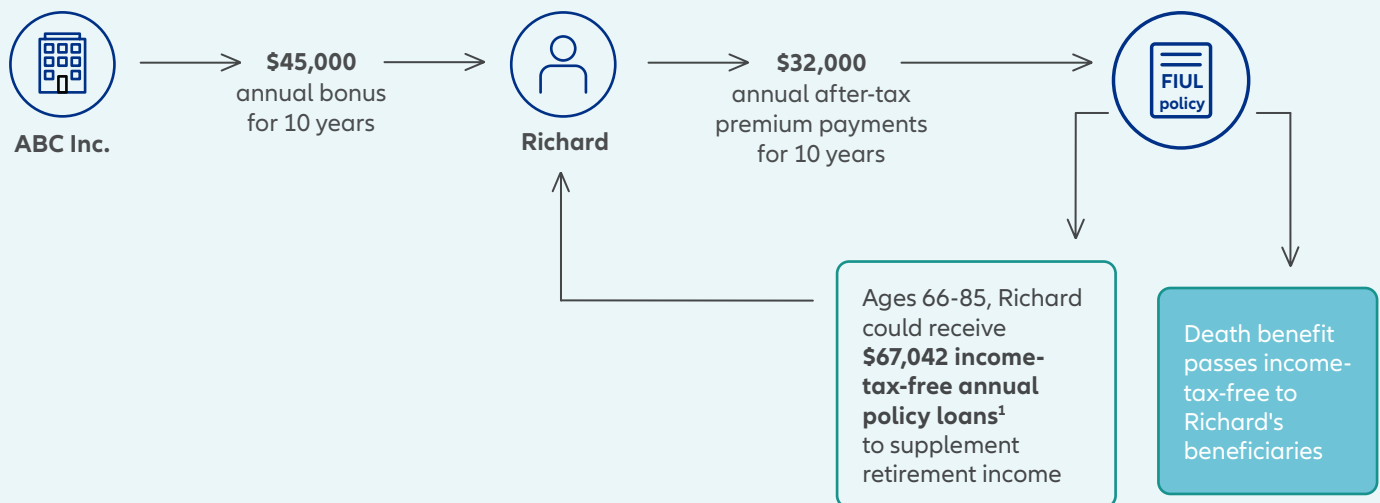 ABC Inc.
$45,000
annual bonus
for 10 years
Richard
$32,000
annual after-tax
premium payments
for 10 years
FIUL
policy
Ages 66-85, Richard
could receive
$67,042 income-
tax-free annual
policy loans¹
to supplement
retirement income
Death benefit
passes income-
tax-free to
Richard's
beneficiaries